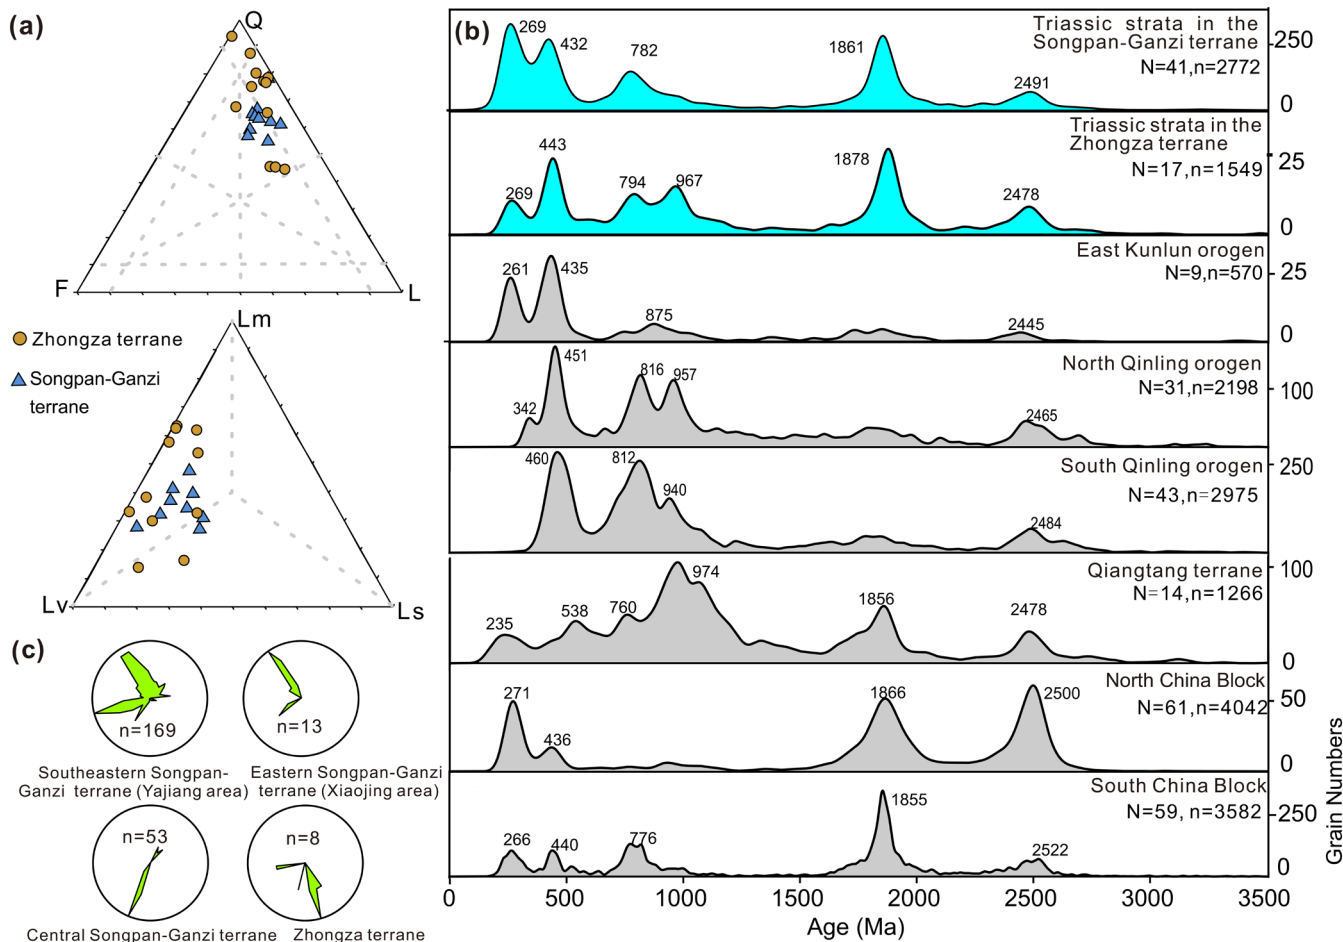 (a)
Q
F
L
Lm
Zhongza terrane
Songpan-Ganzi
terrane
Lv
Ls
(c)
n=169
n=13
Southeastern Songpan-
Ganzi terrane (Yajiang area)
Eastern Songpan-Ganzi
terrane (Xiaojing area)
n=53
n=8
Central Songpan-Ganzi terrane
Zhongza terrane
(b)
269
432
782
1861
2491
Triassic strata in the
Songpan-Ganzi terrane
N=41,n=2772
250
0
269
443
794
967
1878
2478
Triassic strata in the
Zhongza terrane
N=17,n=1549
25
0
261
435
875
2445
East Kunlun orogen
N=9,n=570
25
0
342
451
816
957
2465
North Qinling orogen
N=31,n=2198
100
460
812
940
2484
South Qinling orogen
N=43,n=2975
250
235
538
760
974
1856
2478
Qiangtang terrane
N=14,n=1266
100
0
271
436
1866
2500
North China Block
N=61,n=4042
50
0
266
440
776
1855
2522
South China Block
N=59, n=3582
250
0
0
500
1000
1500
2000
2500
3000
3500
Age (Ma)
Grain Numbers